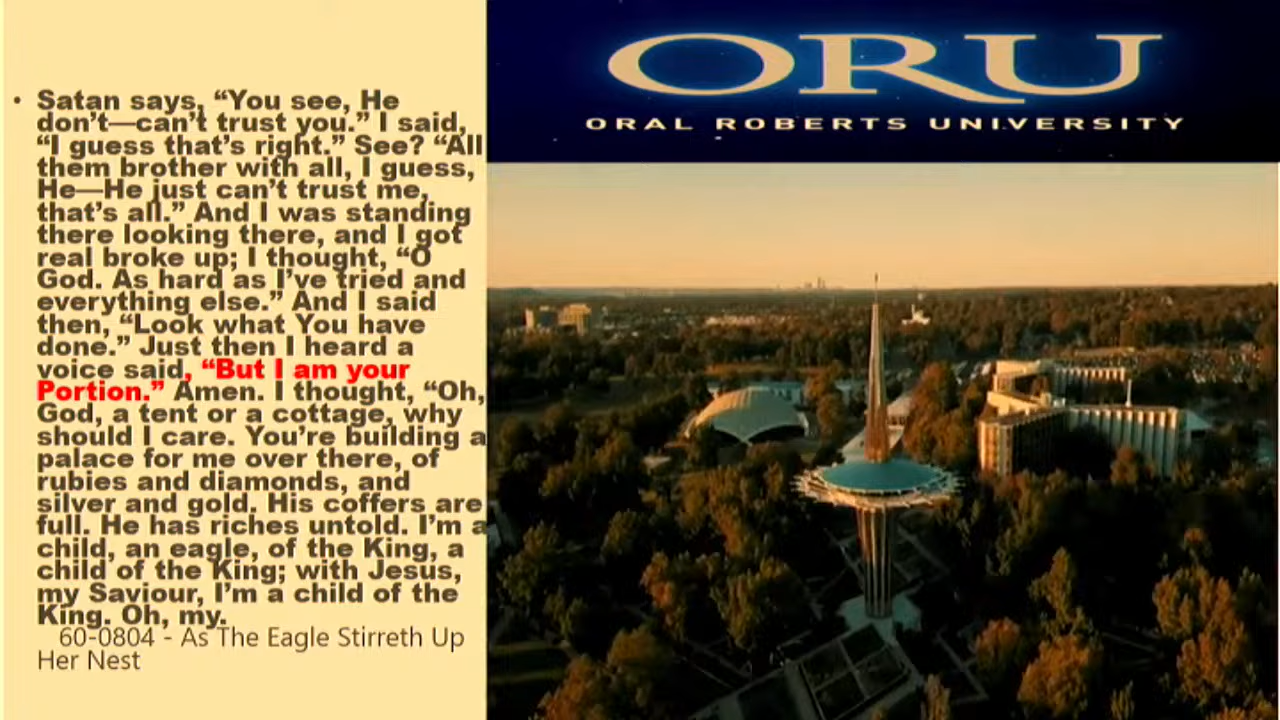 • Satan says, “You see, He
don’t—can’t trust you.” I said,
“I guess that’s right.” See? “All
them brother with all, I guess,
He—He just can’t trust me,
that’s all.” And I was standing
there looking there, and I got
real broke up; I thought, “O
God. As hard as I’ve tried and
everything else.” And I said
then, “Look what You have
done.” Just then I heard a
voice said, “But I am your
Portion.” Amen. I thought, “Oh,
God, a tent or a cottage, why
should I care. You’re building a
palace for me over there, of
rubies and diamonds, and
silver and gold. His coffers are
full. He has riches untold. I’m a
child, an eagle, of the King, a
child of the King; with Jesus,
my Saviour, I’m a child of the
King. Oh, my.
60-0804 - As The Eagle Stirreth Up
Her Nest
ORU
ORAL ROBERTS UNIVERSITY